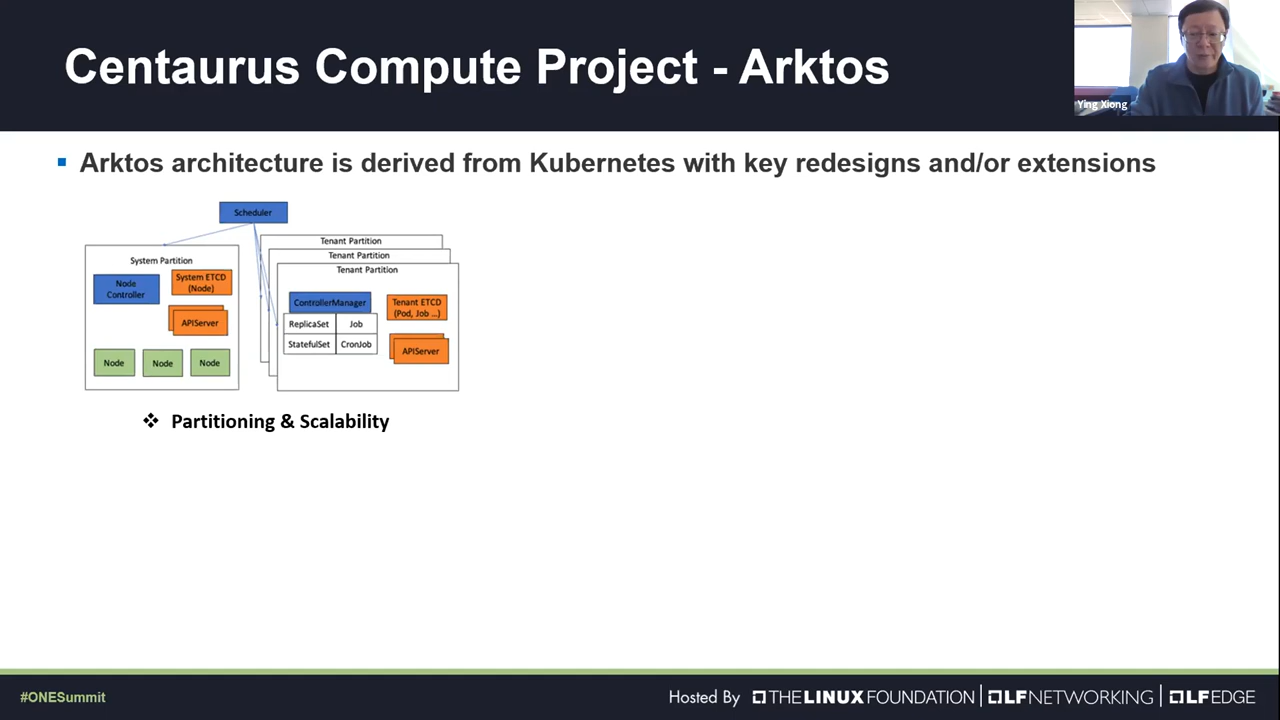 Centaurus Compute Project - Arktos
Ying Xiong
Arktos architecture is derived from Kubernetes with key redesigns and/or extensions
Scheduler
System Partition
Node
Controller
System ETCD
(Node)
APIServer
Node
Node
Node
Tenant Partition
Tenant Partition
Tenant Partition
ControllerManager
ReplicaSet
Job
StatefulSet
CronJob
Tenant ETCD
(Pod, Job ...)
APIServer
Partitioning & Scalability
#ONESummit
Hosted By
THE LINUX FOUNDATION
LF NETWORKING
LF EDGE